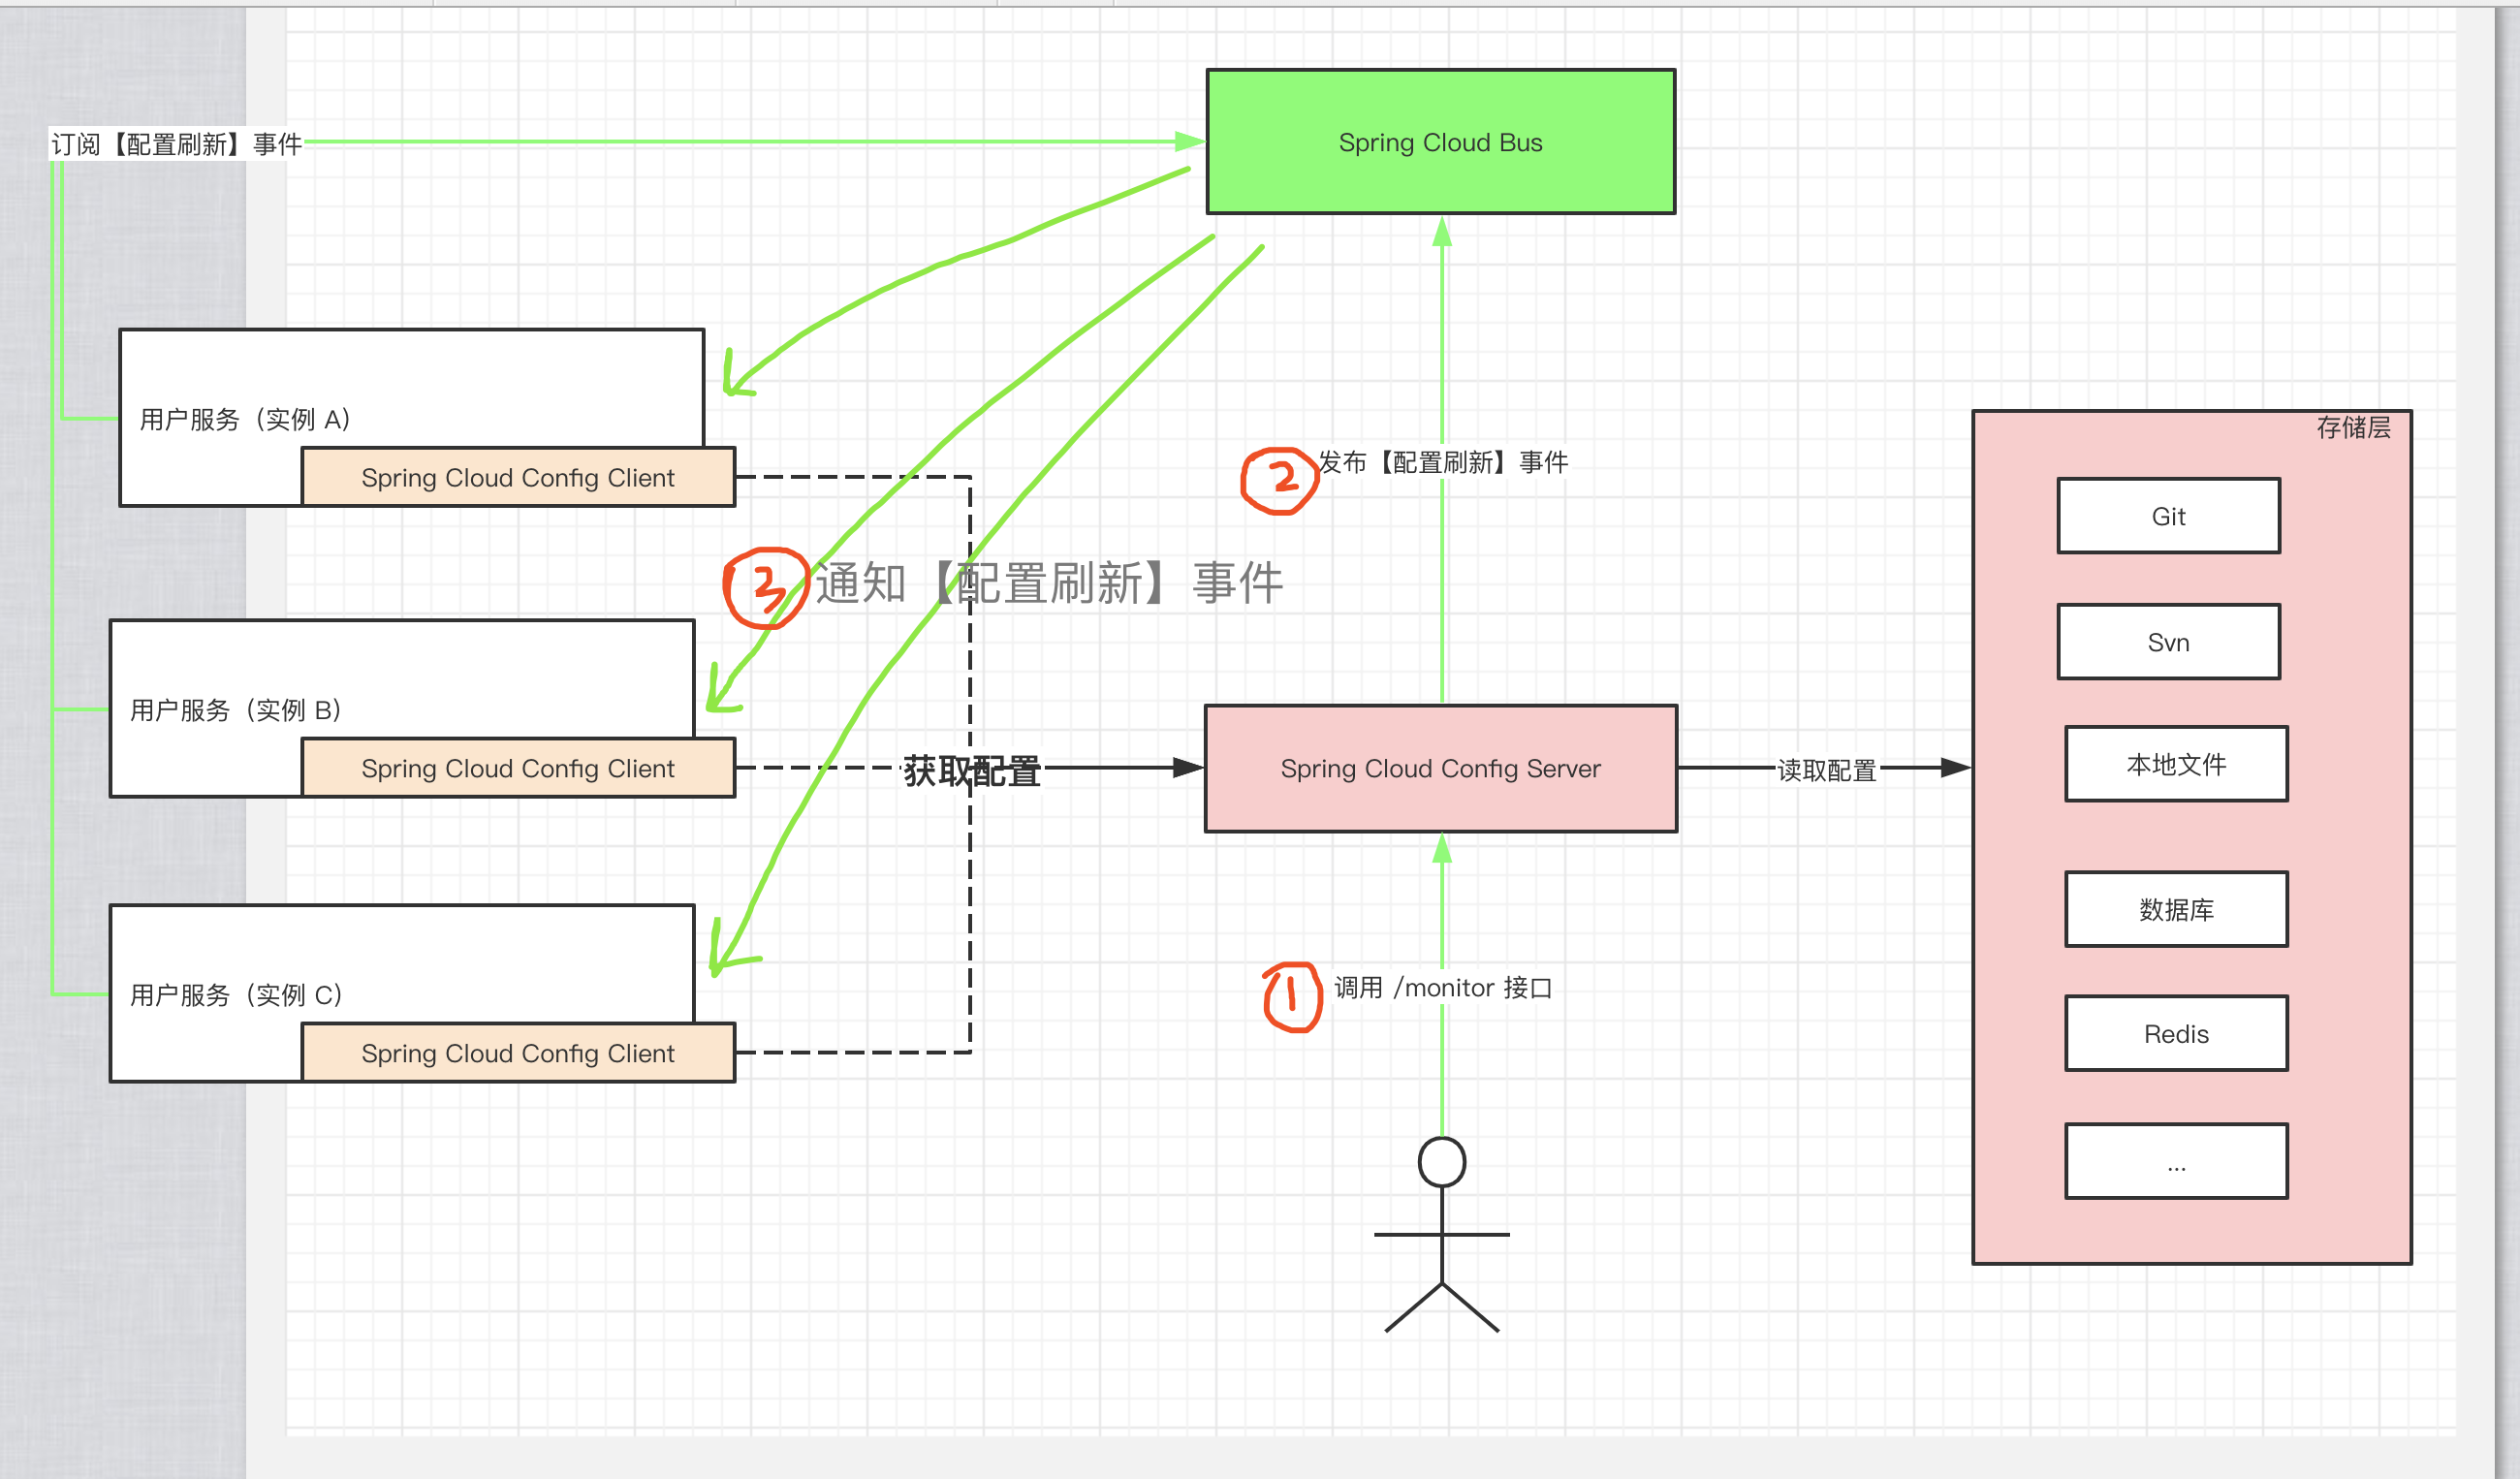 Spring Cloud Bus
订阅【配置刷新】事件
用户服务（实例 A）
Spring Cloud Config Client
② 发布【配置刷新】事件
存储层
Git
③ 通知【配置刷新】事件
Svn
用户服务（实例 B）
Spring Cloud Config Client
获取配置
Spring Cloud Config Server
读取配置
本地文件
数据库
用户服务（实例 C）
Spring Cloud Config Client
① 调用 /monitor 接口
Redis
...